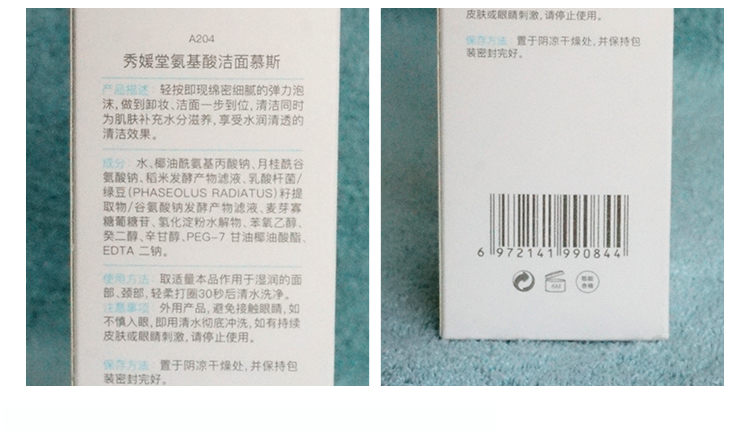 A204
秀媛堂氨基酸洁面慕斯
产品描述: 轻按即现绵密细腻的弹力泡
沫,做到卸妆、洁面一步到位,清洁同时
为肌肤补充水分滋养,享受水润清透的
清洁效果。
成分: 水、椰油酰氨基丙酸钠、月桂酰谷
氨酸钠、稻米发酵产物滤液、乳酸杆菌/
绿豆(PHASEOLUS RADIATUS)籽提
取物/谷氨酸钠发酵产物滤液、麦芽寡
糖葡糖苷、氢化淀粉水解物、苯氧乙醇、
癸二醇、辛甘醇、PEG-7 甘油椰油酸酯、
EDTA 二钠。
使用方法: 取适量本品作用于湿润的面
部、颈部,轻柔打圈30秒后清水洗净。
注意事项: 外用产品,避免接触眼睛,如
不慎入眼,即用清水彻底冲洗,如有持续
皮肤或眼睛刺激,请停止使用。
保存方法: 置于阴凉干燥处,并保持包
装密封完好。
皮肤或眼睛刺激,请停止使用。
保存方法: 置于阴凉干燥处,并保持包
装密封完好。
6 972141 990844